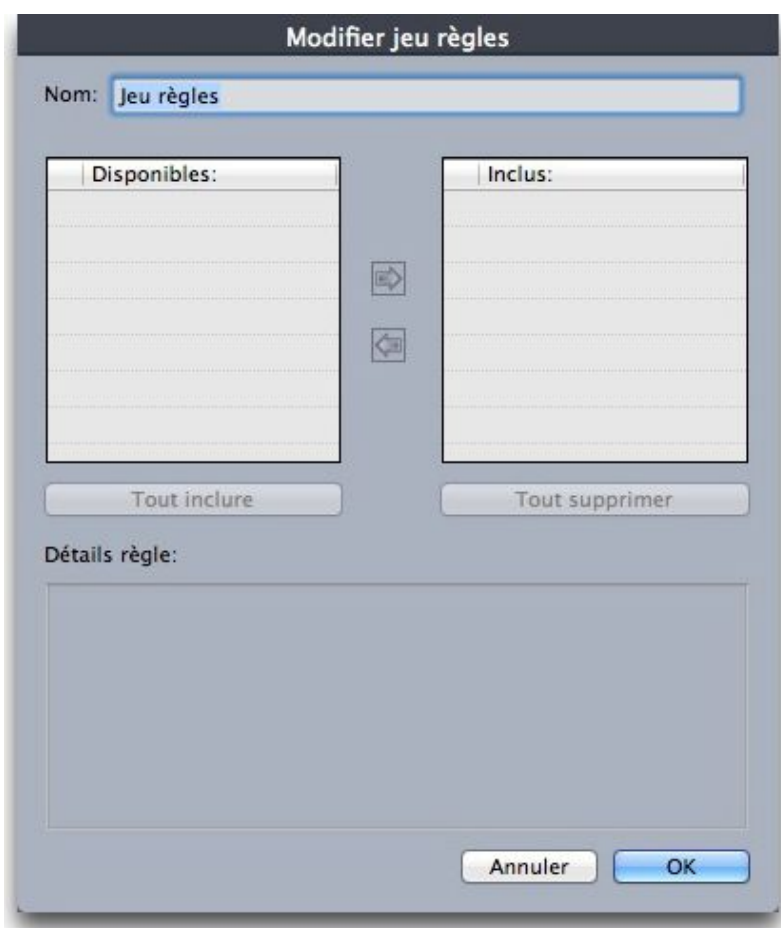 Modifier jeu règles
Nom: Jeu règles
Disponibles: Inclus:
Tout inclure Tout supprimer
Détails règle:
Annuler OK